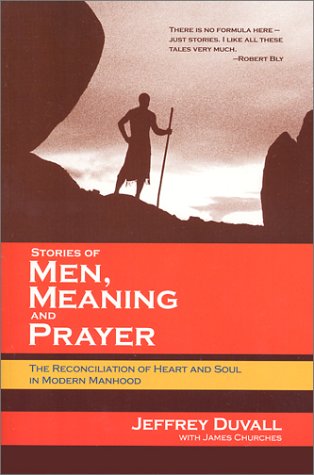 THERE IS NO FORMULA HERE –
JUST STORIES. I LIKE ALL THESE
TALES VERY MUCH.
–ROBERT BLY
STORIES OF
MEN,
MEANING
AND
PRAYER
THE RECONCILIATION OF HEART AND SOUL
IN MODERN MANHOOD
JEFFREY DUVALL
WITH JAMES CHURCHES